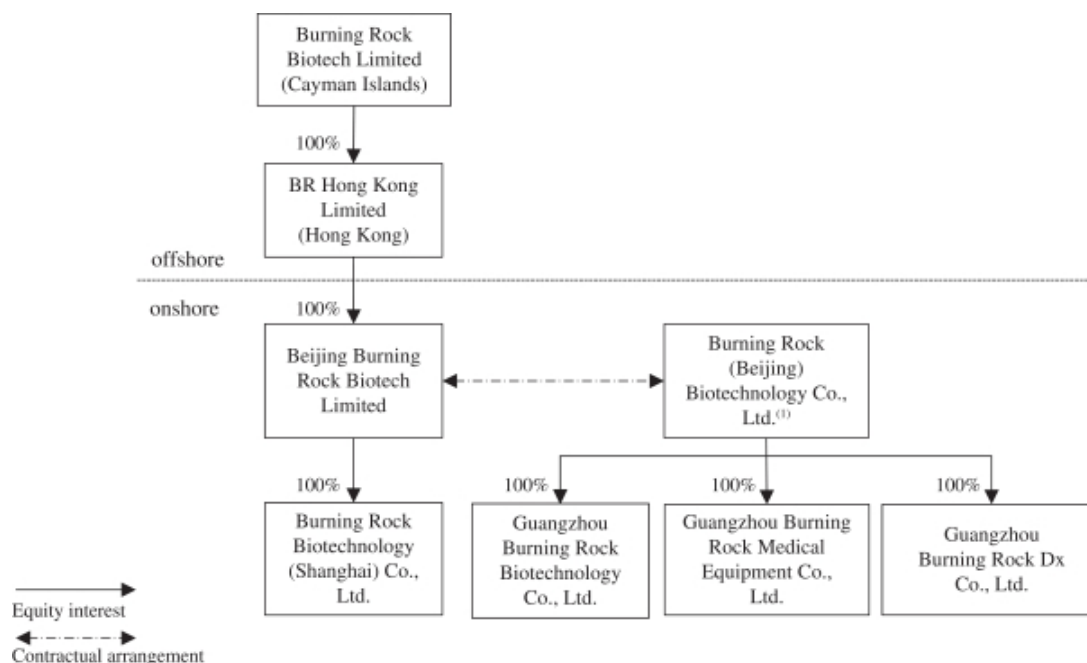 Burning Rock
Biotech Limited
(Cayman Islands)
100%
BR Hong Kong
Limited
(Hong Kong)
offshore
onshore
100%
Beijing Burning
Rock Biotech
Limited
Burning Rock
(Beijing)
Biotechnology Co.,
Ltd.(1)
100%
100%
100%
100%
Burning Rock
Biotechnology
(Shanghai) Co.,
Ltd.
Guangzhou
Burning Rock
Biotechnology
Co., Ltd.
Guangzhou Burning
Rock Medical
Equipment Co.,
Ltd.
Guangzhou
Burning Rock Dx
Co., Ltd.
Equity interest
Contractual arrangement